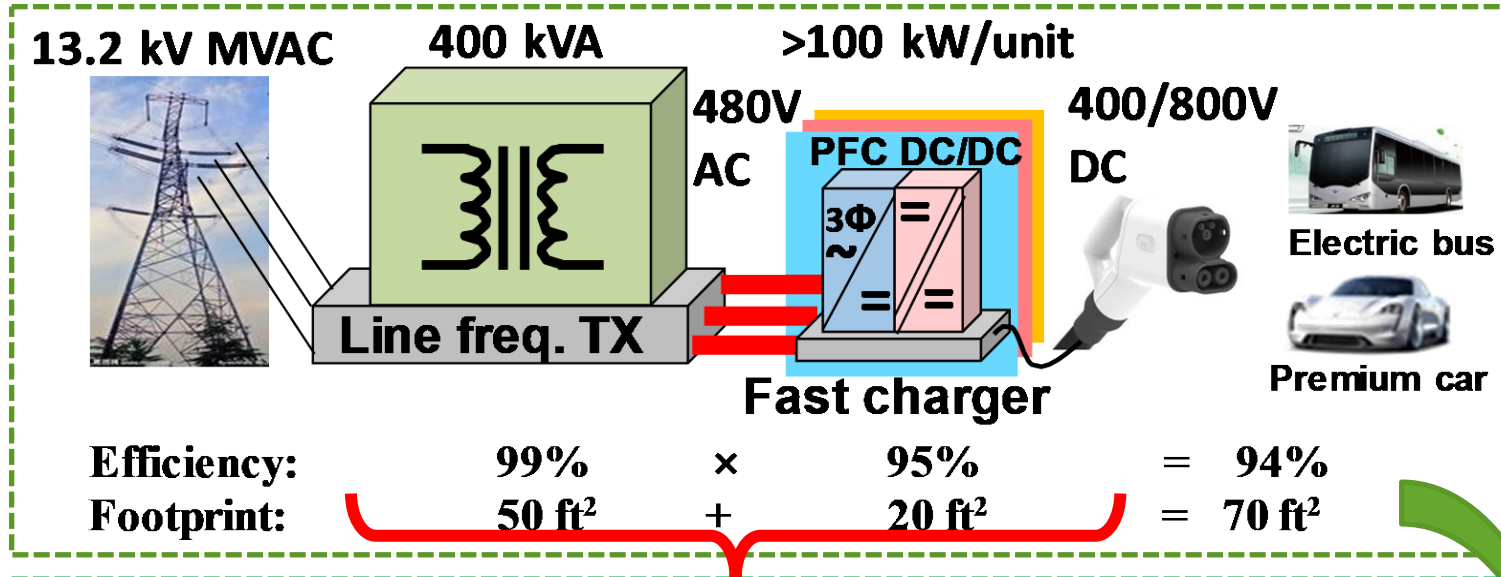 13.2 kV MVAC
400 kVA
>100 kW/unit
480V
AC
400/800V
DC
PFC DC/DC
3Φ
~
=
=
=
Line freq. TX
Fast charger
Electric bus
Premium car
Efficiency: 99% × 95% = 94%
Footprint: 50 ft² + 20 ft² = 70 ft²